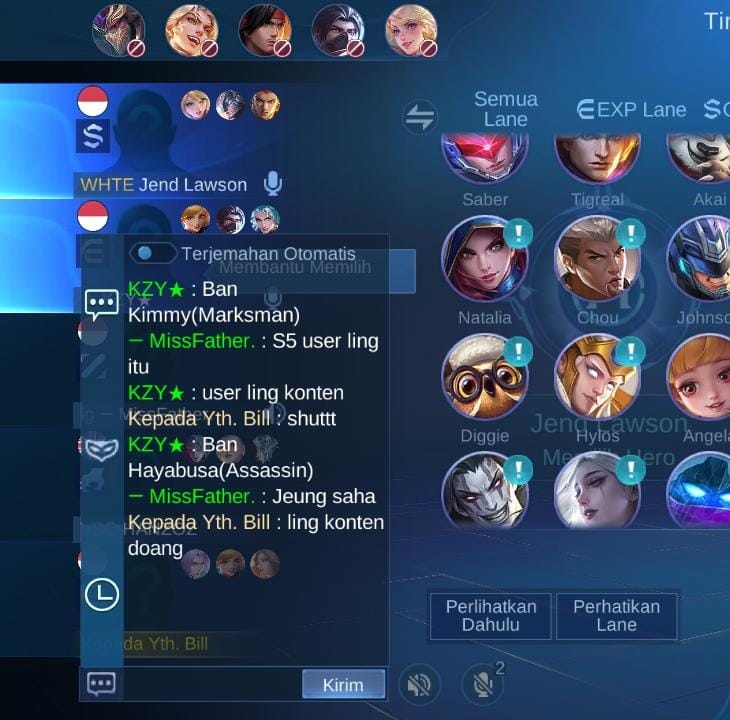 Tir
Semua
Lane
EXP Lane
WHTE Jend Lawson
Saber
Tigreal
Akai
Terjemahan Otomatis
Membantu Memilih
KZY★ : Ban
Kimmy(Marksman)
– MissFather. : S5 user ling
itu
KZY★ : user ling konten
Kepada Yth. Bill : shuttt
KZY★ : Ban
Hayabusa(Assassin)
– MissFather. : Jeung saha
Kepada Yth. Bill : ling konten
doang
Natalia
Chou
Johnso
Diggie
Hylos
Angela
Jend Lawson
Hero
– MissFather
Kepada Yth. Bill
Perlihatkan
Dahulu
Perhatikan
Lane
Kirim
2